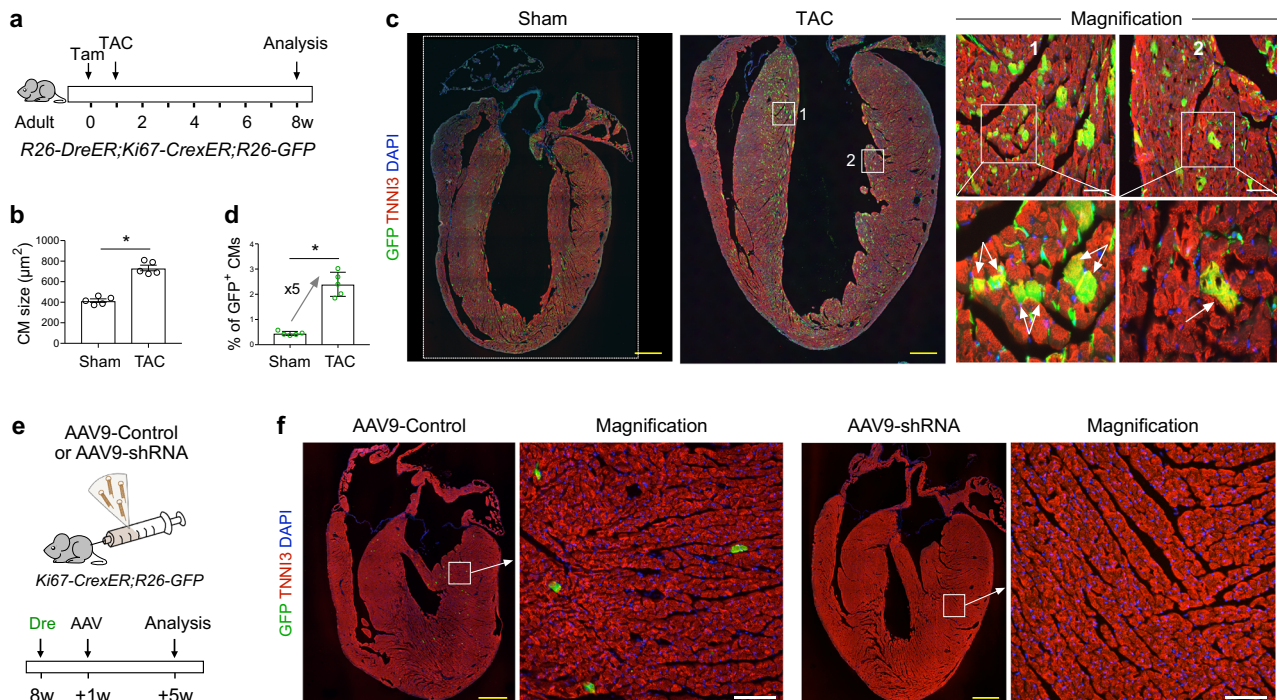 a
Tam
TAC
Analysis
Adult
0 2 4 6 8w
R26-DreER;Ki67-CrexER;R26-GFP
b
CM size (µm²)
1000
800
600
400
200
0
*
Sham TAC
d
% of GFP⁺ CMs
4
3
2
1
0
*
x5
Sham TAC
c
Sham
TAC
Magnification
GFP TNNI3 DAPI
1
2
1
2
e
AAV9-Control
or AAV9-shRNA
Ki67-CrexER;R26-GFP
Dre AAV Analysis
8w +1w +5w
f
AAV9-Control
Magnification
AAV9-shRNA
Magnification
GFP TNNI3 DAPI